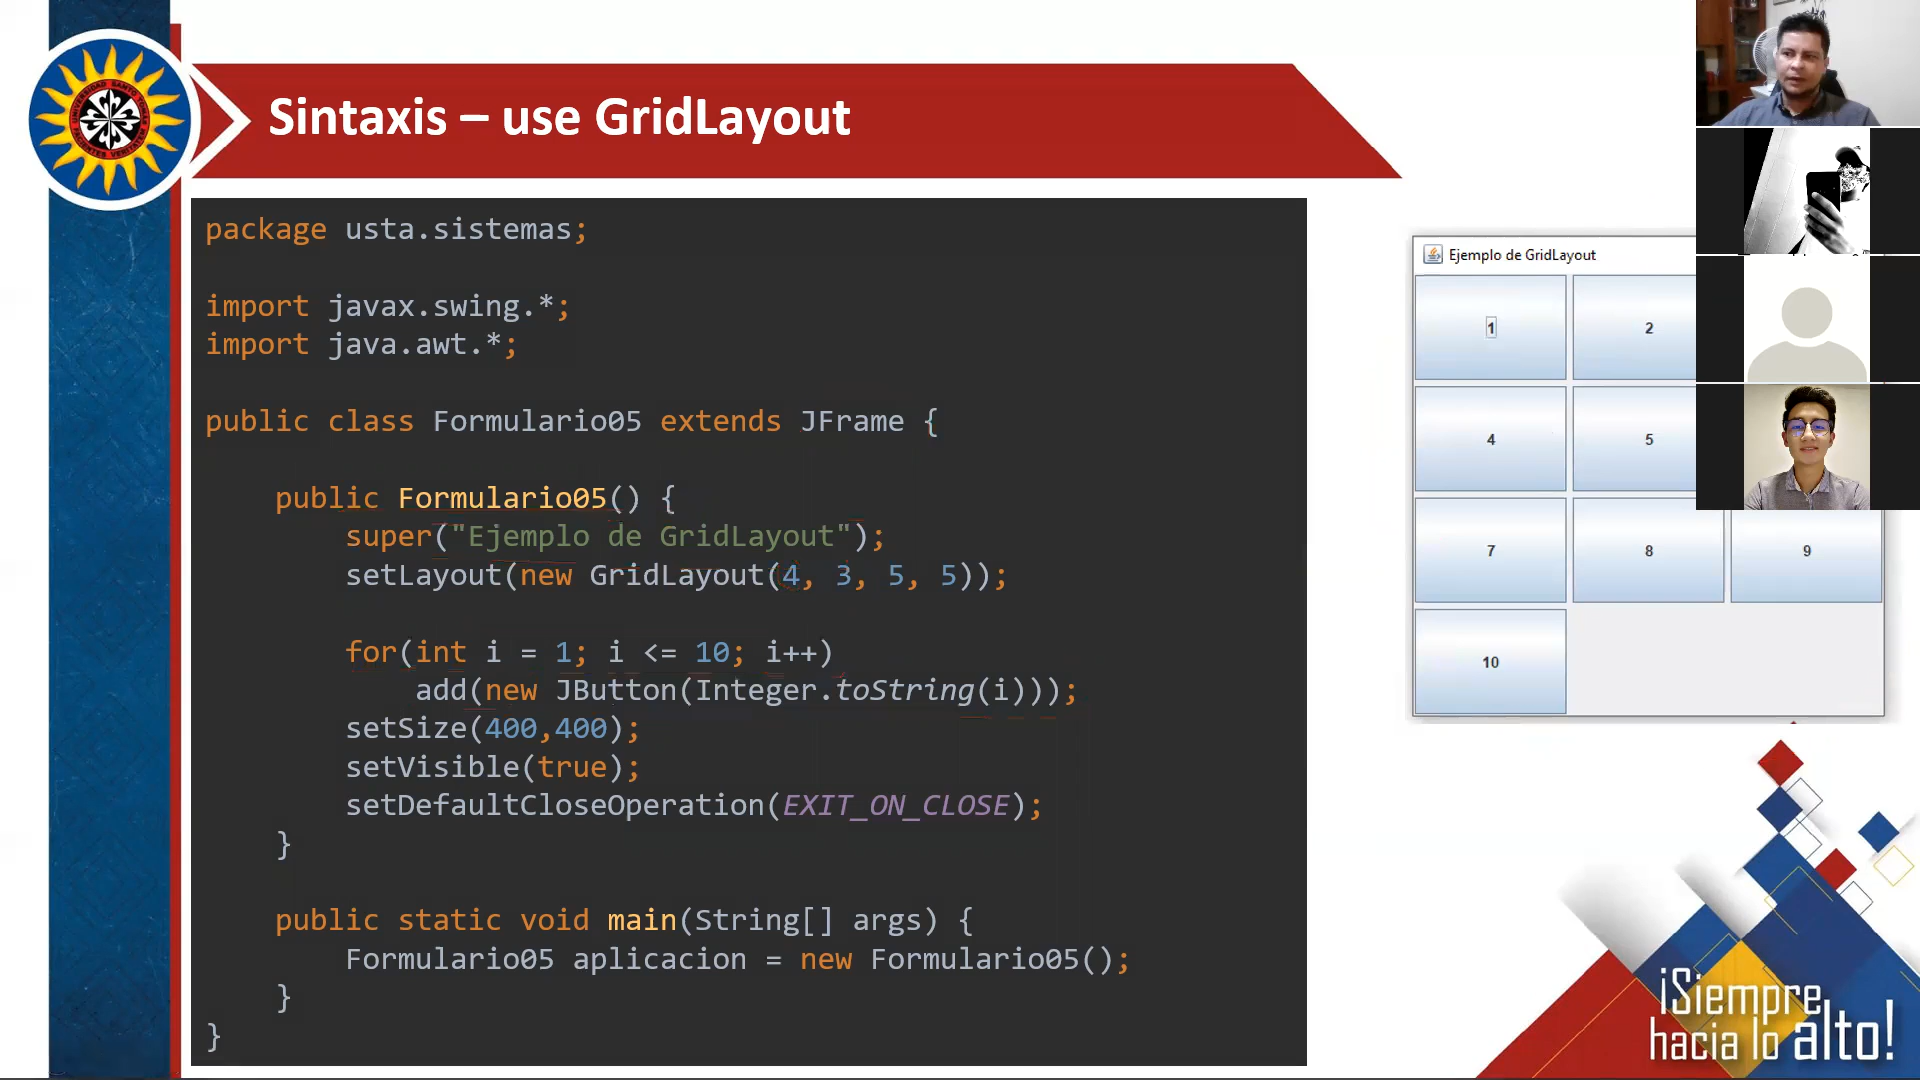 Sintaxis – use GridLayout
package usta.sistemas;
import javax.swing.*;
import java.awt.*;
public class Formulario05 extends JFrame {
public Formulario05() {
super("Ejemplo de GridLayout");
setLayout(new GridLayout(4, 3, 5, 5));
for(int i = 1; i <= 10; i++)
add(new JButton(Integer.toString(i)));
setSize(400,400);
setVisible(true);
setDefaultCloseOperation(EXIT_ON_CLOSE);
}
public static void main(String[] args) {
Formulario05 aplicacion = new Formulario05();
}
}
Ejemplo de GridLayout
1 2
4 5
7 8 9
10
¡Siempre
hacia lo alto!